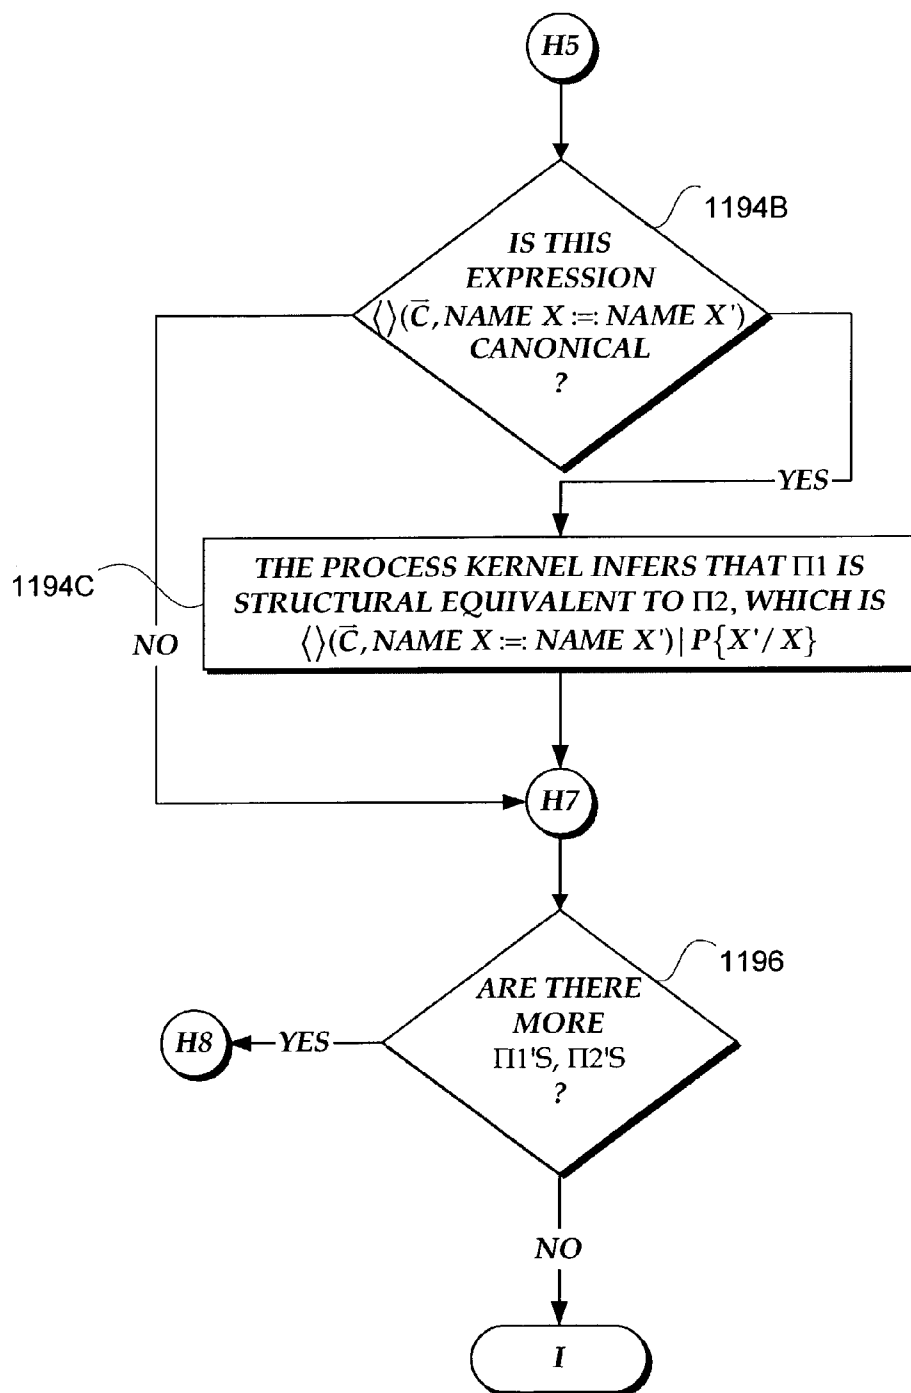 H5
1194B
IS THIS
EXPRESSION
⟨⟩(C̄, NAME X :=: NAME X')
CANONICAL
?
YES
1194C
THE PROCESS KERNEL INFERS THAT Π1 IS
STRUCTURAL EQUIVALENT TO Π2, WHICH IS
⟨⟩(C̄, NAME X :=: NAME X') | P{X'/X}
NO
H7
1196
ARE THERE
MORE
Π1'S, Π2'S
?
H8
YES
NO
I